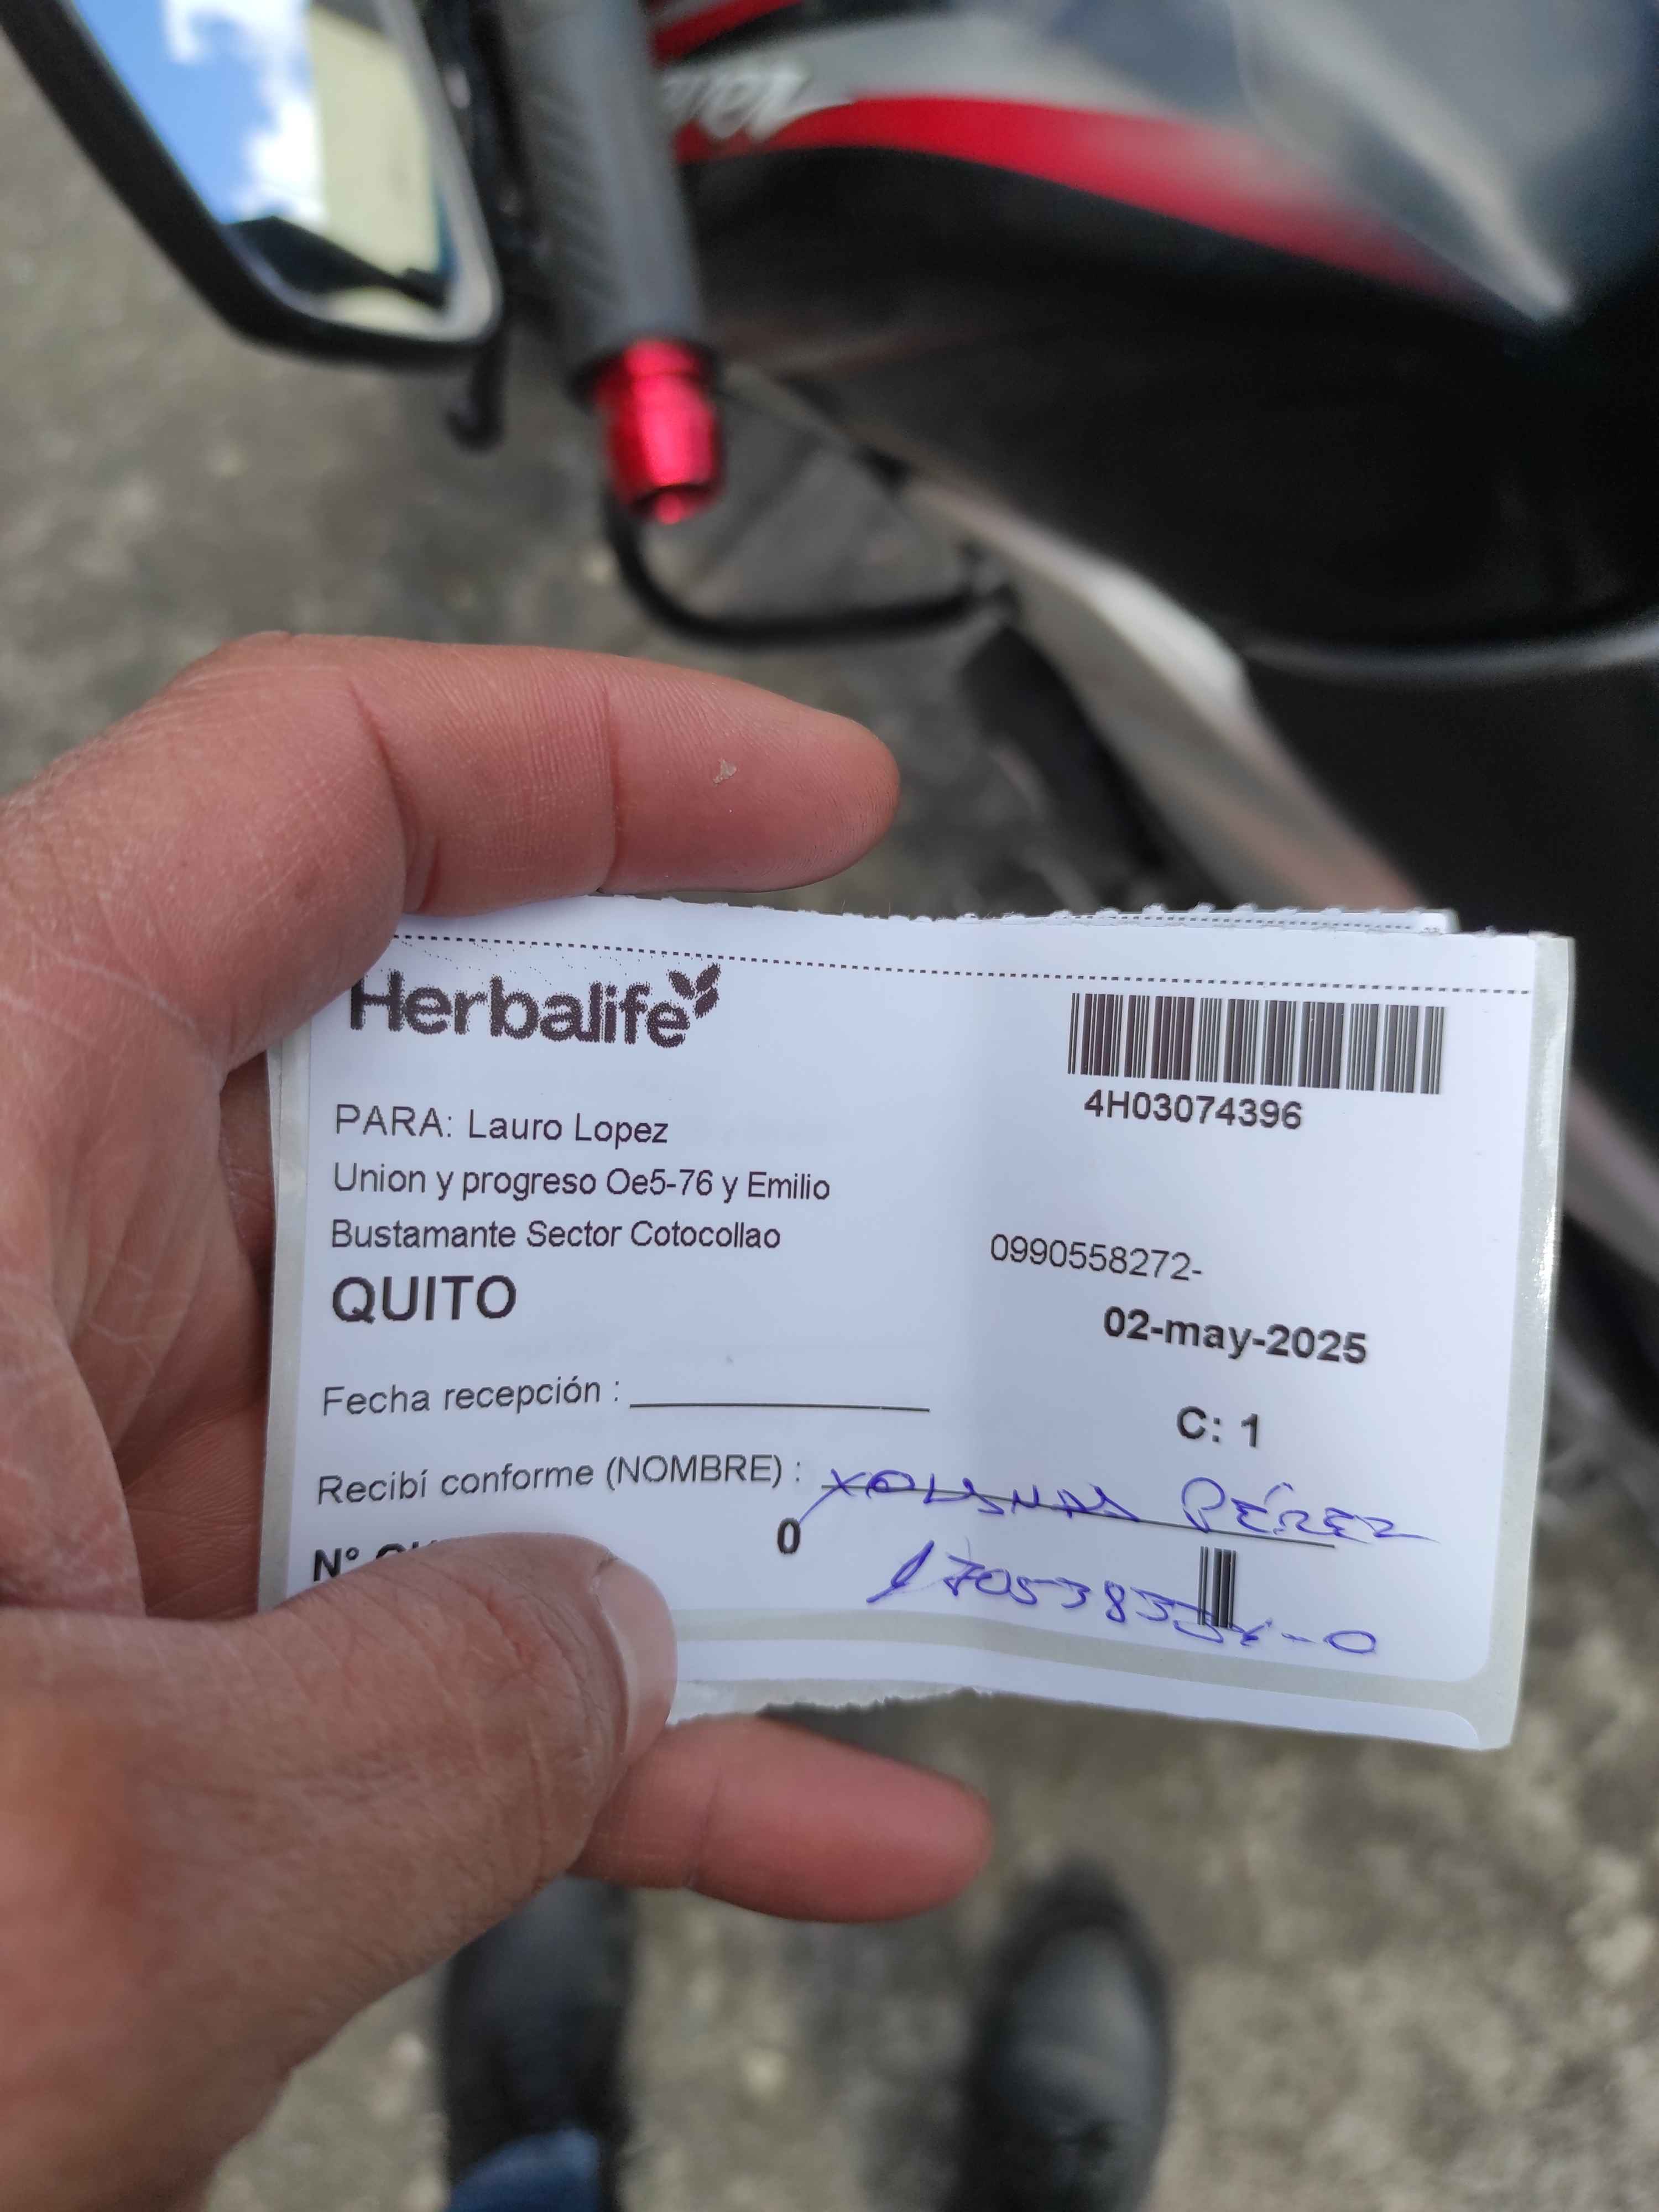 Herbalife
4H03074396
PARA: Lauro Lopez
Union y progreso Oe5-76 y Emilio
Bustamante Sector Cotocollao
0990558272-
QUITO
02-may-2025
Fecha recepción :
C: 1
Recibí conforme (NOMBRE) : PÉREZ
N° 0